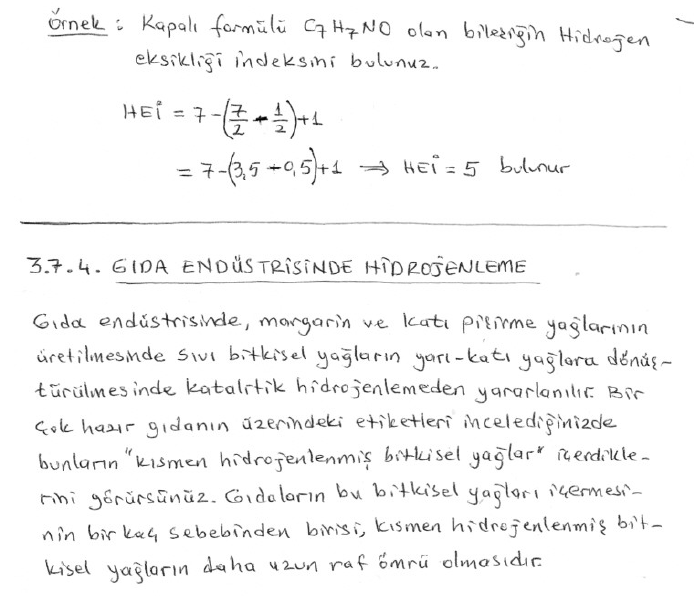 Örnek : Kapalı formülü C7H7NO olan bileşiğin Hidrojen
eksikliği indeksini bulunuz..
HEİ = 7-(7/2 - 1/2)+1
= 7-(3,5-0,5)+1 ⇒ HEİ = 5 bulunur
3.7.4. GIDA ENDÜSTRİSİNDE HİDROJENLEME
Gıda endüstrisinde, margarin ve katı pişirme yağlarının
üretilmesinde sıvı bitkisel yağların yarı-katı yağlara dönüş-
türülmesinde katalitik hidrojenlemeden yararlanılır. Bir
çok hazır gıdanın üzerindeki etiketleri incelediğinizde
bunların "kısmen hidrojenlenmiş bitkisel yağlar" içerdikle-
rini görürsünüz. Gıdaların bu bitkisel yağları içermesi-
nin bir kaç sebebinden birisi, kısmen hidrojenlenmiş bit-
kisel yağların daha uzun raf ömrü olmasıdır.